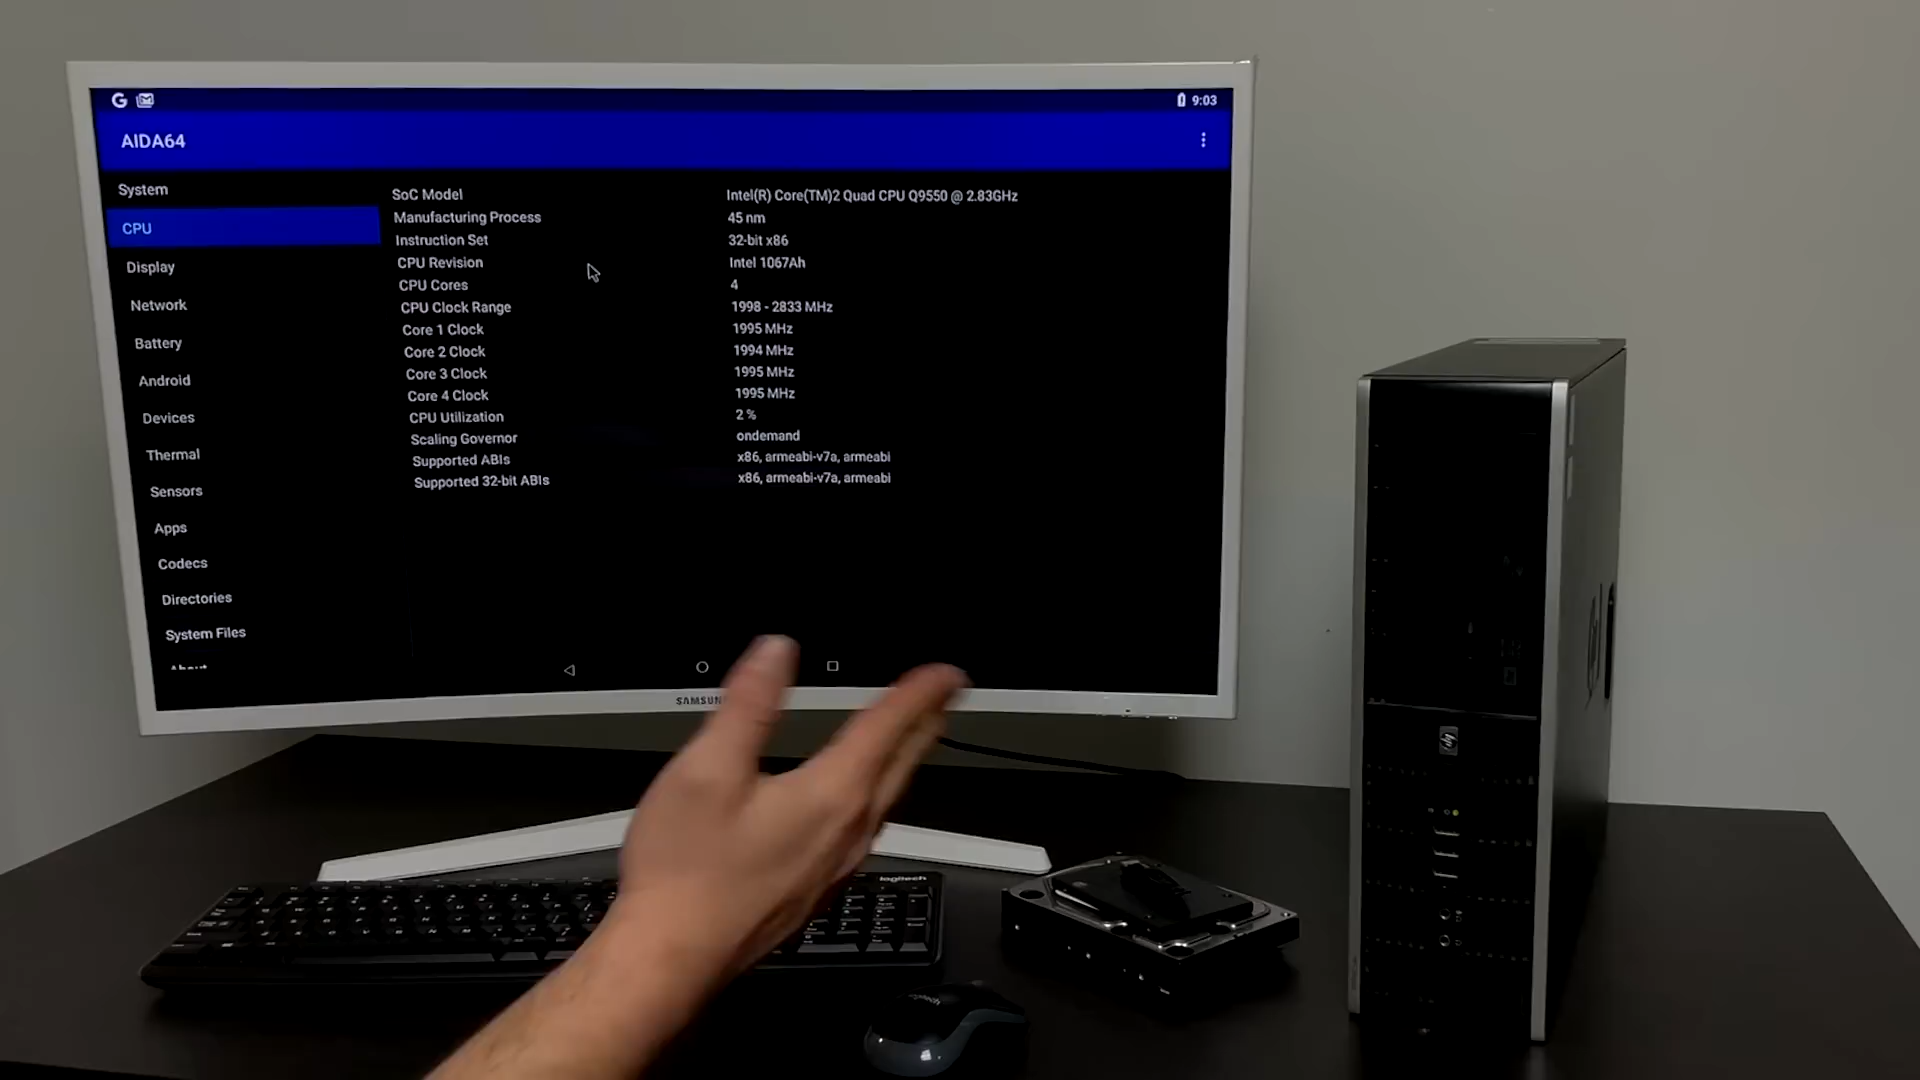 G 9:03
AIDA64
System
CPU
Display
Network
Battery
Android
Devices
Thermal
Sensors
Apps
Codecs
Directories
System Files
About
SoC Model Intel(R) Core(TM)2 Quad CPU Q9550 @ 2.83GHz
Manufacturing Process 45 nm
Instruction Set 32-bit x86
CPU Revision Intel 1067Ah
CPU Cores 4
CPU Clock Range 1998 - 2833 MHz
Core 1 Clock 1995 MHz
Core 2 Clock 1994 MHz
Core 3 Clock 1995 MHz
Core 4 Clock 1995 MHz
CPU Utilization 2 %
Scaling Governor ondemand
Supported ABIs x86, armeabi-v7a, armeabi
Supported 32-bit ABIs x86, armeabi-v7a, armeabi
SAMSUN
hp
logitech
logitech